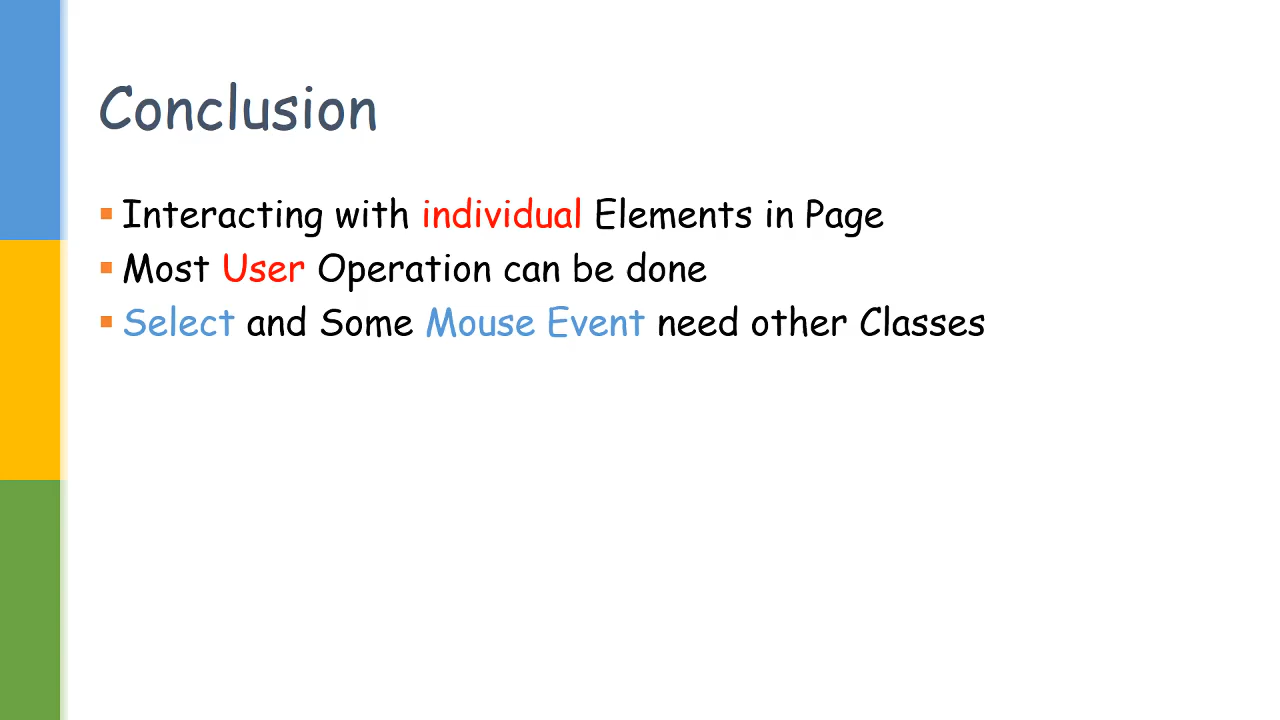 Conclusion
Interacting with individual Elements in Page
Most User Operation can be done
Select and Some Mouse Event need other Classes